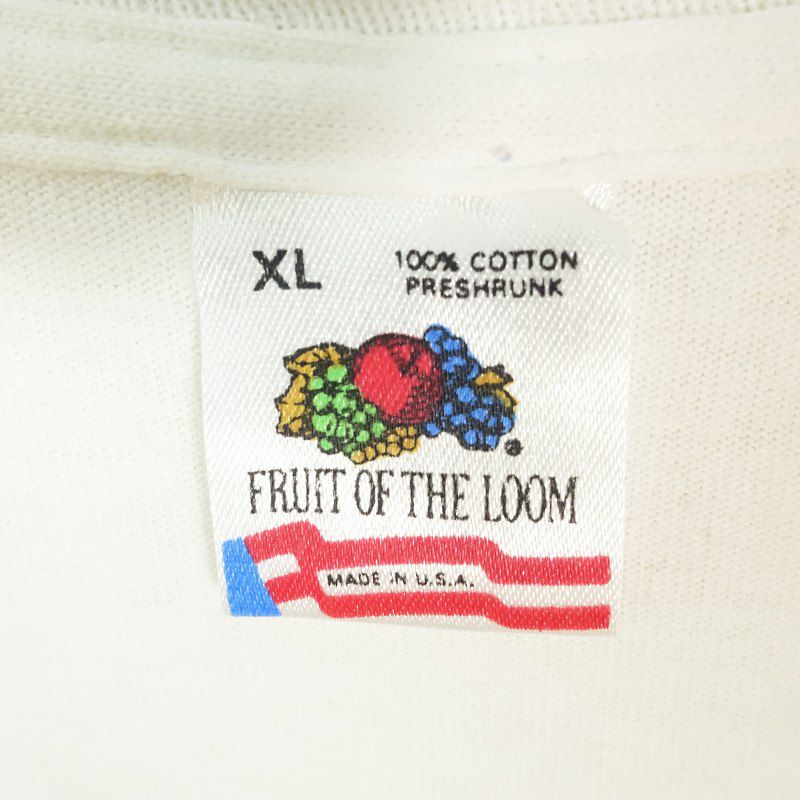 XL
100% COTTON
PRESHRUNK
FRUIT OF THE LOOM
MADE IN U.S.A.